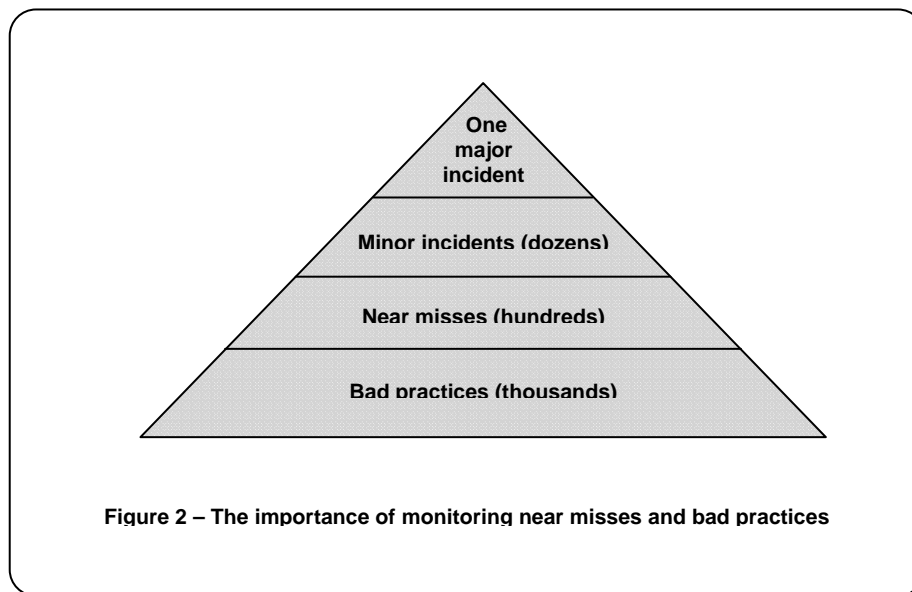 One
major
incident
Minor incidents (dozens)
Near misses (hundreds)
Bad practices (thousands)
Figure 2 – The importance of monitoring near misses and bad practices